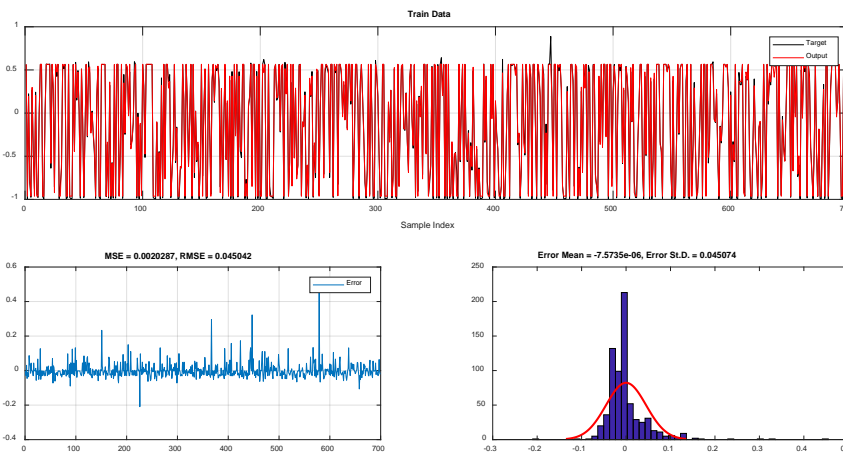 Train Data
1
0.5
0
-0.5
-1
Target
Output
0 100 200 300 400 500 600
Sample Index
MSE = 0.0020287, RMSE = 0.045042
0.6
0.4
0.2
0
-0.2
-0.4
Error
0 100 200 300 400 500 600 700
Error Mean = -7.5735e-06, Error St.D. = 0.045074
250
200
150
100
50
0
-0.3 -0.2 -0.1 0 0.1 0.2 0.3 0.4